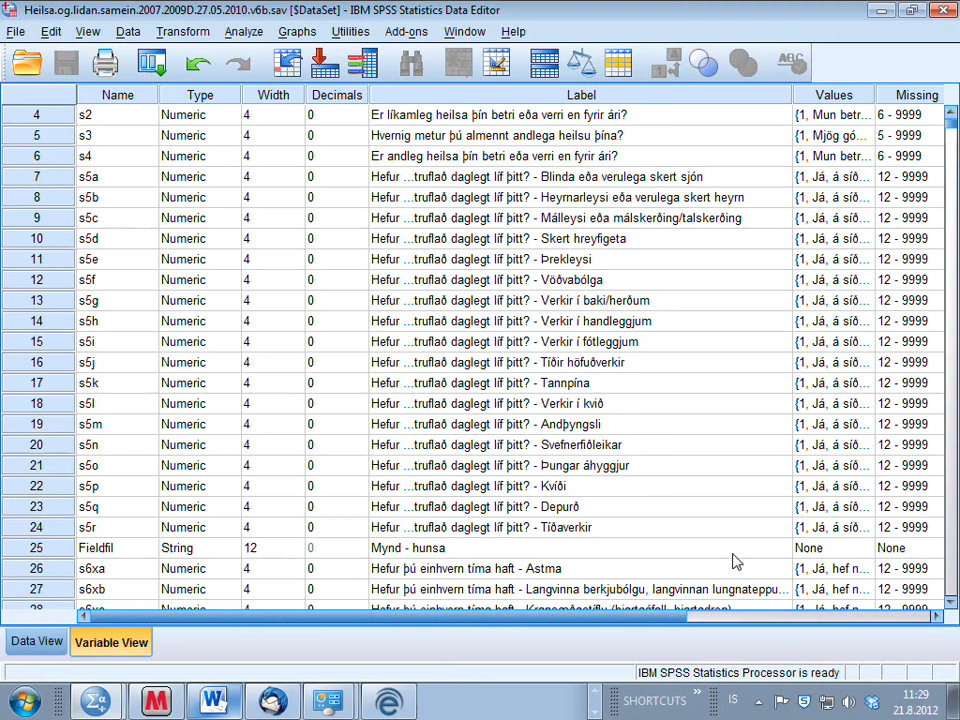 Heilsa.og.lidan.samein.2007.2009D.27.05.2010.v6b.sav [$DataSet] - IBM SPSS Statistics Data Editor
File Edit View Data Transform Analyze Graphs Utilities Add-ons Window Help
Name Type Width Decimals Label Values Missing
4 s2 Numeric 4 0 Er líkamleg heilsa þín betri eða verri en fyrir ári? {1, Mun betr... 6 - 9999
5 s3 Numeric 4 0 Hvernig metur þú almennt andlega heilsu þína? {1, Mjög gó... 5 - 9999
6 s4 Numeric 4 0 Er andleg heilsa þín betri eða verri en fyrir ári? {1, Mun betr... 6 - 9999
7 s5a Numeric 4 0 Hefur ...truflað daglegt líf þitt? - Blinda eða verulega skert sjón {1, Já, á síð... 12 - 9999
8 s5b Numeric 4 0 Hefur ...truflað daglegt líf þitt? - Heyrnarleysi eða verulega skert heyrn {1, Já, á síð... 12 - 9999
9 s5c Numeric 4 0 Hefur ...truflað daglegt líf þitt? - Málleysi eða málskerðing/talskerðing {1, Já, á síð... 12 - 9999
10 s5d Numeric 4 0 Hefur ...truflað daglegt líf þitt? - Skert hreyfigeta {1, Já, á síð... 12 - 9999
11 s5e Numeric 4 0 Hefur ...truflað daglegt líf þitt? - Þrekleysi {1, Já, á síð... 12 - 9999
12 s5f Numeric 4 0 Hefur ...truflað daglegt líf þitt? - Vöðvabólga {1, Já, á síð... 12 - 9999
13 s5g Numeric 4 0 Hefur ...truflað daglegt líf þitt? - Verkir í baki/herðum {1, Já, á síð... 12 - 9999
14 s5h Numeric 4 0 Hefur ...truflað daglegt líf þitt? - Verkir í handleggjum {1, Já, á síð... 12 - 9999
15 s5i Numeric 4 0 Hefur ...truflað daglegt líf þitt? - Verkir í fótleggjum {1, Já, á síð... 12 - 9999
16 s5j Numeric 4 0 Hefur ...truflað daglegt líf þitt? - Tíðir höfuðverkir {1, Já, á síð... 12 - 9999
17 s5k Numeric 4 0 Hefur ...truflað daglegt líf þitt? - Tannpína {1, Já, á síð... 12 - 9999
18 s5l Numeric 4 0 Hefur ...truflað daglegt líf þitt? - Verkir í kvið {1, Já, á síð... 12 - 9999
19 s5m Numeric 4 0 Hefur ...truflað daglegt líf þitt? - Andþyngsli {1, Já, á síð... 12 - 9999
20 s5n Numeric 4 0 Hefur ...truflað daglegt líf þitt? - Svefnerfiðleikar {1, Já, á síð... 12 - 9999
21 s5o Numeric 4 0 Hefur ...truflað daglegt líf þitt? - Þungar áhyggjur {1, Já, á síð... 12 - 9999
22 s5p Numeric 4 0 Hefur ...truflað daglegt líf þitt? - Kvíði {1, Já, á síð... 12 - 9999
23 s5q Numeric 4 0 Hefur ...truflað daglegt líf þitt? - Depurð {1, Já, á síð... 12 - 9999
24 s5r Numeric 4 0 Hefur ...truflað daglegt líf þitt? - Tíðaverkir {1, Já, á síð... 12 - 9999
25 Fieldfil String 12 0 Mynd - hunsa None None
26 s6xa Numeric 4 0 Hefur þú einhvern tíma haft - Astma {1, Já, hef n... 12 - 9999
27 s6xb Numeric 4 0 Hefur þú einhvern tíma haft - Langvinna berkjubólgu, langvinnan lungnateppu... {1, Já, hef n... 12 - 9999
Data View Variable View
IBM SPSS Statistics Processor is ready
SHORTCUTS » IS 11:29
21.8.2012